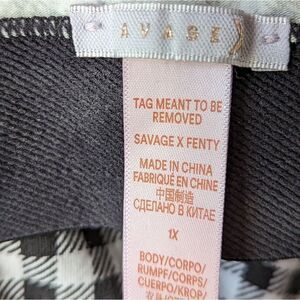 SAVAGE X
TAG MEANT TO BE
REMOVED
SAVAGE X FENTY
MADE IN CHINA
FABRIQUÉ EN CHINE
中国制造
СДЕЛАНО В КИТАЕ
1X
BODY/CORPO/
RUMPF/CORPS/
CUERPO/KROP/